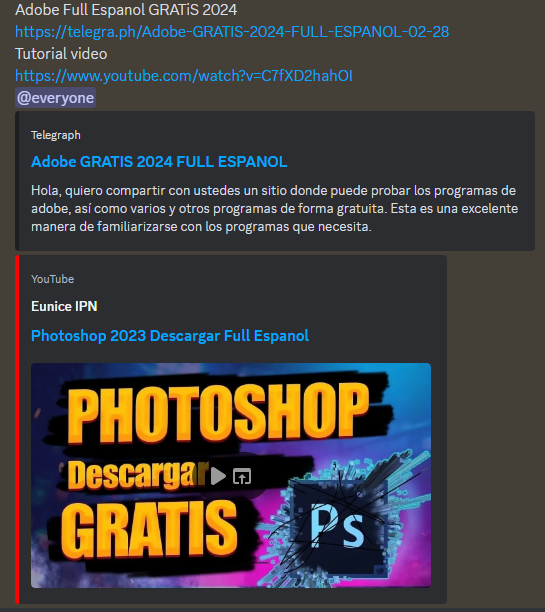 Adobe Full Espanol GRATiS 2024
https://telegra.ph/Adobe-GRATIS-2024-FULL-ESPANOL-02-28
Tutorial video
https://www.youtube.com/watch?v=C7fXD2hahOI
@everyone
Telegraph
Adobe GRATIS 2024 FULL ESPANOL
Hola, quiero compartir con ustedes un sitio donde puede probar los programas de
adobe, así como varios y otros programas de forma gratuita. Esta es una excelente
manera de familiarizarse con los programas que necesita.
YouTube
Eunice IPN
Photoshop 2023 Descargar Full Espanol
PHOTOSHOP
Descargar
GRATIS
Ps